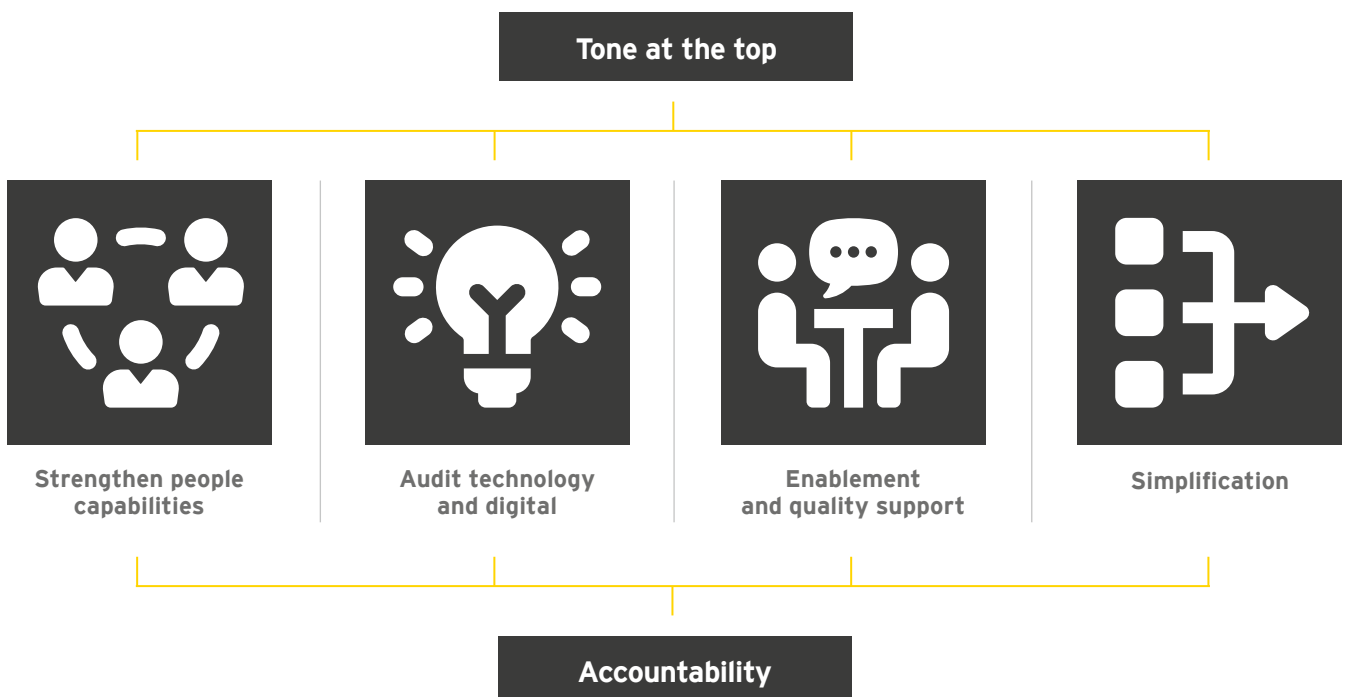 Tone at the top
Strengthen people
capabilities
Audit technology
and digital
Enablement
and quality support
Simplification
Accountability